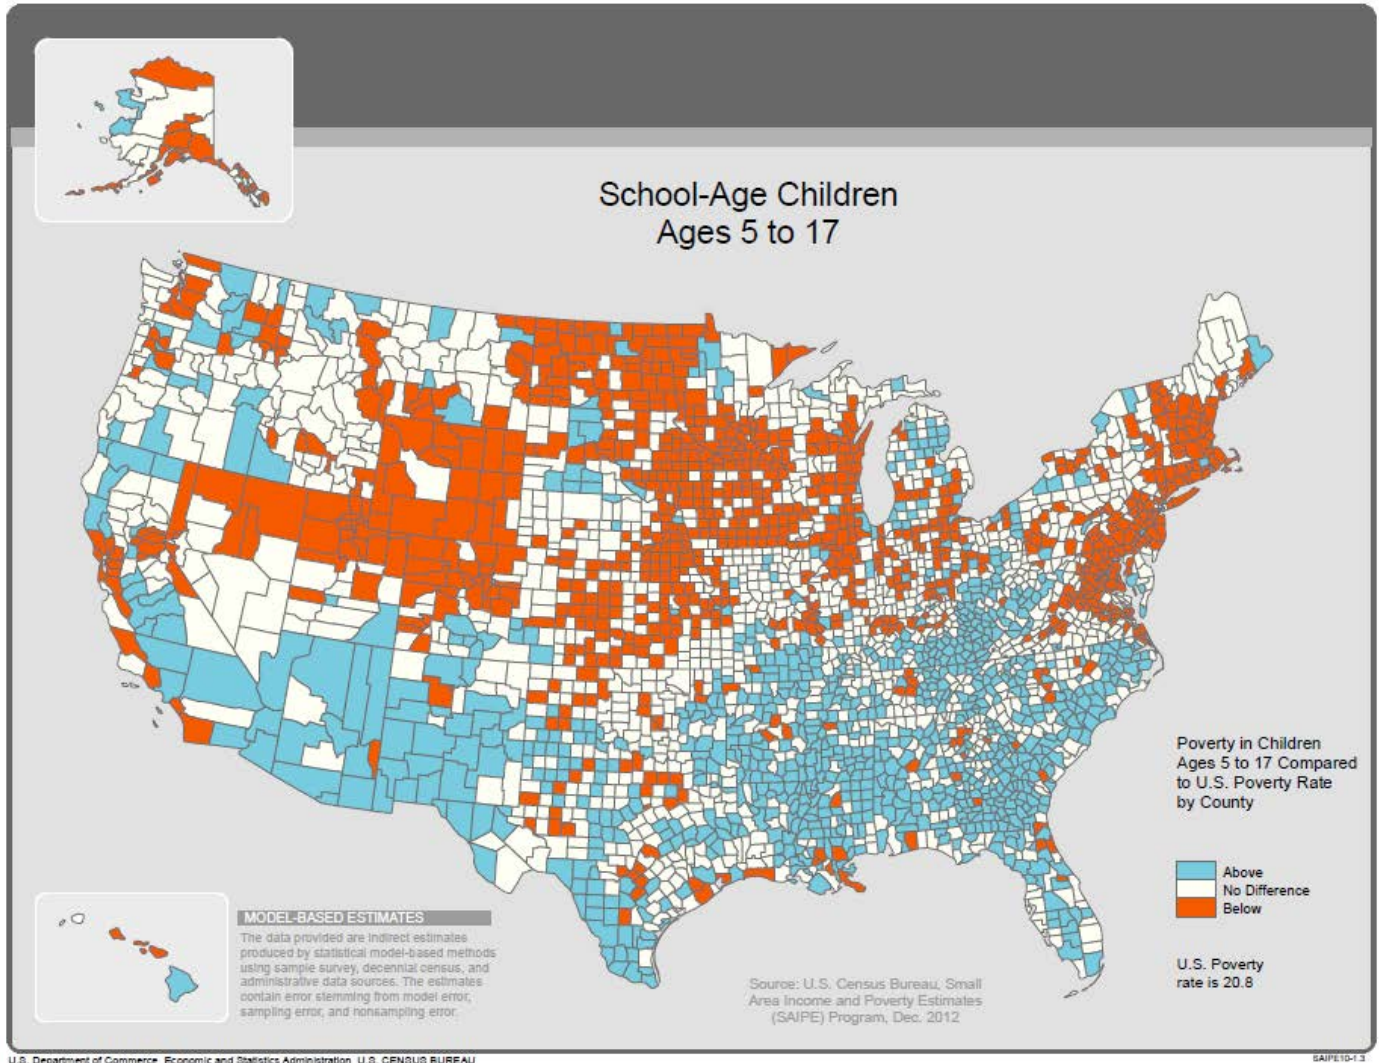 School-Age Children
Ages 5 to 17
Poverty in Children
Ages 5 to 17 Compared
to U.S. Poverty Rate
by County
Above
No Difference
Below
U.S. Poverty
rate is 20.8
MODEL-BASED ESTIMATES
The data provided are indirect estimates
produced by statistical model-based methods
using sample survey, decennial census, and
administrative data sources. The estimates
contain error stemming from model error,
sampling error, and nonsampling error.
Source: U.S. Census Bureau, Small
Area Income and Poverty Estimates
(SAIPE) Program, Dec. 2012
U.S. Department of Commerce Economic and Statistics Administration U.S. CENSUS BUREAU
SAIPE10-1.3